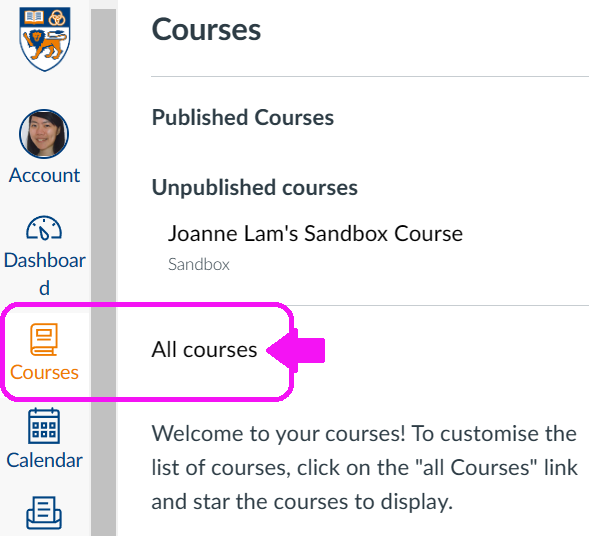 Courses
Published Courses
Unpublished courses
Joanne Lam's Sandbox Course
Sandbox
All courses
Welcome to your courses! To customise the
list of courses, click on the "all Courses" link
and star the courses to display.
Account
Dashboar
d
Courses
Calendar